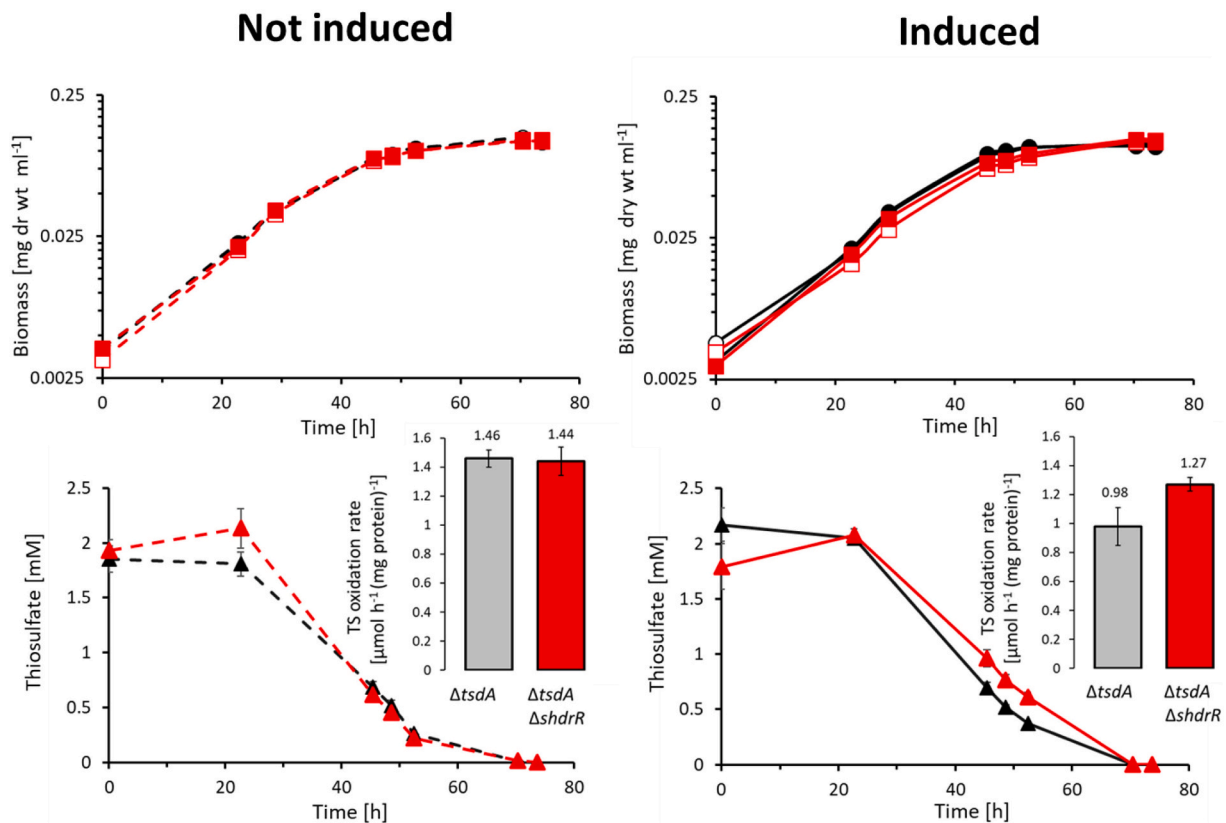 Not induced
Induced
Biomass [mg dr wt ml⁻¹]
0.25
0.025
0.0025
0 20 40 60 80
Time [h]
Biomass [mg dry wt ml⁻¹]
0.25
0.025
0.0025
0 20 40 60 80
Time [h]
Thiosulfate [mM]
2.5
2
1.5
1
0.5
0
0 20 40 60 80
Time [h]
TS oxidation rate
[µmol h⁻¹ (mg protein)⁻¹]
1.6
1.4
1.2
1
0.8
0.6
0.4
0.2
0
1.46 1.44
ΔtsdA ΔtsdA
ΔshdrR
Thiosulfate [mM]
2.5
2
1.5
1
0.5
0
0 20 40 60 80
Time [h]
TS oxidation rate
[µmol h⁻¹ (mg protein)⁻¹]
1.6
1.4
1.2
1
0.8
0.6
0.4
0.2
0
0.98 1.27
ΔtsdA ΔtsdA
ΔshdrR